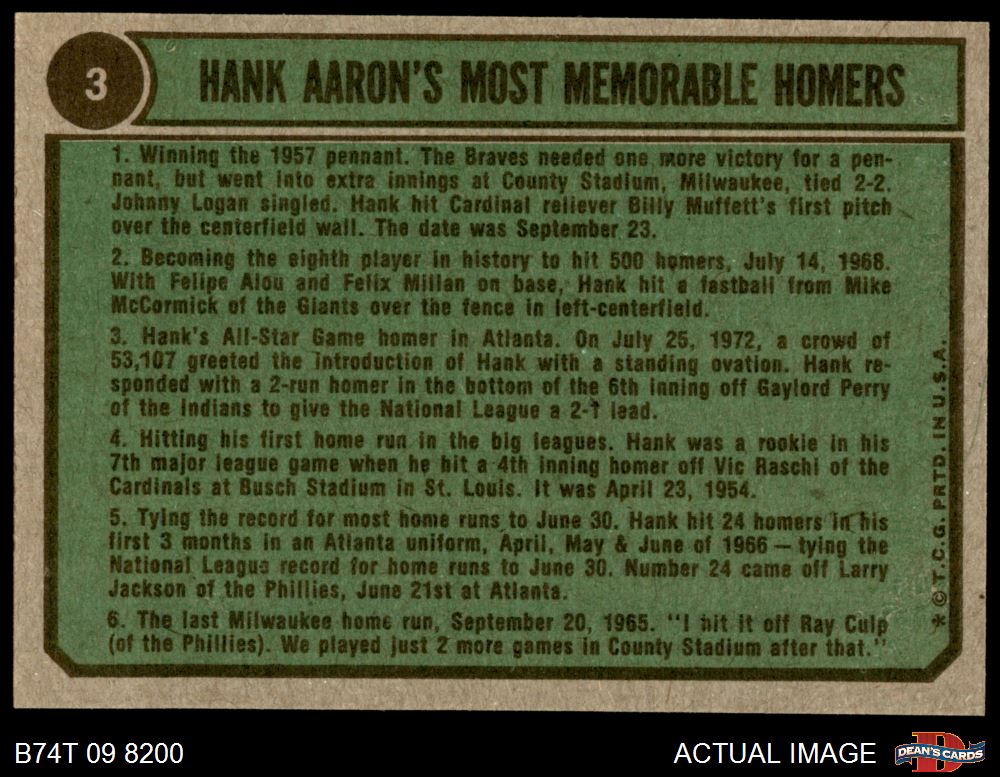 3
HANK AARON'S MOST MEMORABLE HOMERS
1. Winning the 1957 pennant. The Braves needed one more victory for a pen-
nant, but went into extra innings at County Stadium, Milwaukee, tied 2-2.
Johnny Logan singled. Hank hit Cardinal reliever Billy Muffett's first pitch
over the centerfield wall. The date was September 23.
2. Becoming the eighth player in history to hit 500 homers, July 14, 1968.
With Felipe Alou and Felix Millan on base, Hank hit a fastball from Mike
McCormick of the Giants over the fence in left-centerfield.
3. Hank's All-Star Game homer in Atlanta. On July 25, 1972, a crowd of
53,107 greeted the introduction of Hank with a standing ovation. Hank re-
sponded with a 2-run homer in the bottom of the 6th inning off Gaylord Perry
of the Indians to give the National League a 2-1 lead.
4. Hitting his first home run in the big leagues. Hank was a rookie in his
7th major league game when he hit a 4th inning homer off Vic Raschi of the
Cardinals at Busch Stadium in St. Louis. It was April 23, 1954.
5. Tying the record for most home runs to June 30. Hank hit 24 homers in his
first 3 months in an Atlanta uniform, April, May & June of 1966 — tying the
National League record for home runs to June 30. Number 24 came off Larry
Jackson of the Phillies, June 21st at Atlanta.
6. The last Milwaukee home run, September 20, 1965. "I hit it off Ray Culp
(of the Phillies). We played just 2 more games in County Stadium after that."
* © T.C.G. PRTD. IN U.S.A.
B74T 09 8200
ACTUAL IMAGE
DEAN'S CARDS